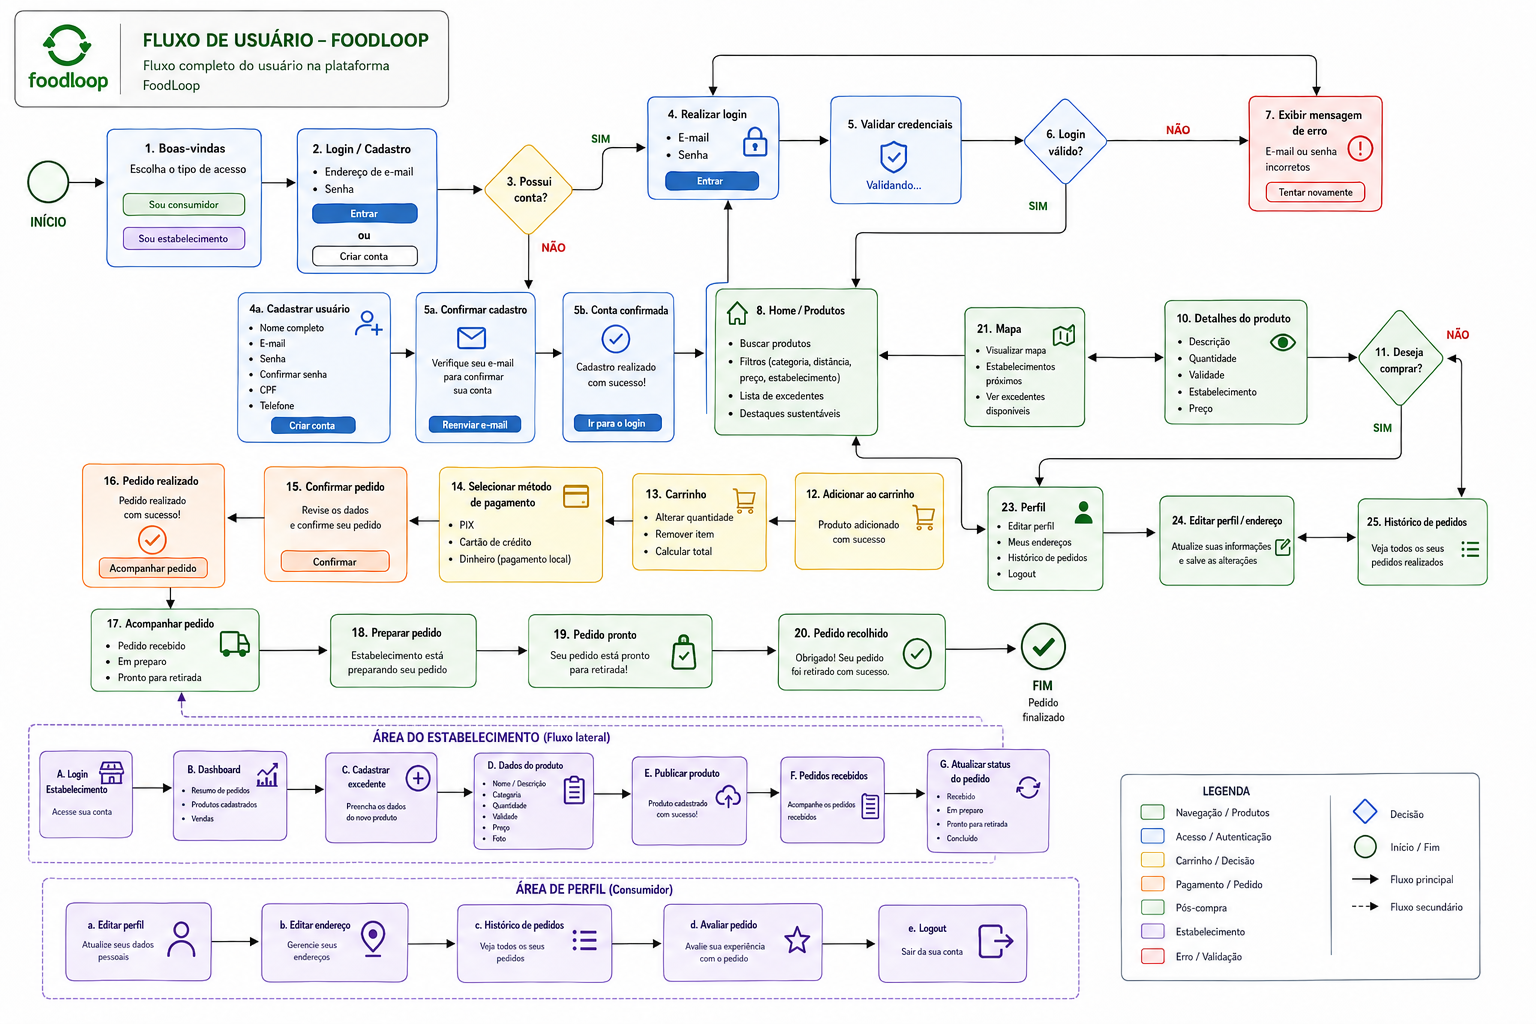 foodloop
FLUXO DE USUÁRIO – FOODLOOP
Fluxo completo do usuário na plataforma
FoodLoop
INÍCIO
1. Boas-vindas
Escolha o tipo de acesso
Sou consumidor
Sou estabelecimento
2. Login / Cadastro
• Endereço de e-mail
• Senha
Entrar
ou
Criar conta
3. Possui
conta?
SIM
NÃO
4. Realizar login
• E-mail
• Senha
Entrar
5. Validar credenciais
Validando...
6. Login
válido?
NÃO
SIM
7. Exibir mensagem
de erro
E-mail ou senha
incorretos
Tentar novamente
4a. Cadastrar usuário
• Nome completo
• E-mail
• Senha
• Confirmar senha
• CPF
• Telefone
Criar conta
5a. Confirmar cadastro
Verifique seu e-mail
para confirmar
sua conta
Reenviar e-mail
5b. Conta confirmada
Cadastro realizado
com sucesso!
Ir para o login
8. Home / Produtos
• Buscar produtos
• Filtros (categoria, distância,
preço, estabelecimento)
• Lista de excedentes
• Destaques sustentáveis
21. Mapa
• Visualizar mapa
• Estabelecimentos
próximos
• Ver excedentes
disponiveis
10. Detalhes do produto
• Descrição
• Quantidade
• Validade
• Estabelecimento
• Preço
11. Deseja
comprar?
NÃO
SIM
16. Pedido realizado
Pedido realizado
com sucesso!
Acompanhar pedido
15. Confirmar pedido
Revise os dados
e confirme seu pedido
Confirmar
14. Selecionar método
de pagamento
• PIX
• Cartão de crédito
• Dinheiro (pagamento local)
13. Carrinho
• Alterar quantidade
• Remover item
• Calcular total
12. Adicionar ao carrinho
Produto adicionado
com sucesso
23. Perfil
• Editar perfil
• Meus endereços
• Histórico de pedidos
• Logout
24. Editar perfil / endereço
Atualize suas informações
e salve as alterações
25. Histórico de pedidos
Veja todos os seus
pedidos realizados
17. Acompanhar pedido
• Pedido recebido
• Em preparo
• Pronto para retirada
18. Preparar pedido
Estabelecimento está
preparando seu pedido
19. Pedido pronto
Seu pedido está pronto
para retirada!
20. Pedido recolhido
Obrigado! Seu pedido
foi retirado com sucesso.
FIM
Pedido
finalizado
ÁREA DO ESTABELECIMENTO (Fluxo lateral)
A. Login
Estabelecimento
Acesse sua conta
B. Dashboard
• Resumo de pedidos
• Produtos cadastrados
• Vendas
C. Cadastrar
excedente
Preencha os dados
do novo produto
D. Dados do produto
• Nome / Descrição
• Categaria
• Quantidade
• Validade
• Preço
• Foto
E. Publicar produto
Produto cadastrado
com sucesso!
F. Pedidos recebidos
Acompanhe os pedidos
recebidos
G. Atualizar status
do pedido
• Recebido
• Em preparo
• Pronto para retirada
• Concluído
ÁREA DE PERFIL (Consumidor)
a. Editar perfil
Atualize seus dados
pessoais
b. Editar endereço
Gerencie seus
endereços
c. Histórico de pedidos
Veja todos os seus
pedidos
d. Avaliar pedido
Avalie sua experiência
com o pedido
e. Logout
Sair da sua conta
LEGENDA
Navegação / Produtos
Acesso / Autenticação
Carrinho / Decisão
Pagamento / Pedido
Pós-compra
Estabelecimento
Erro / Validação
Decisão
Início / Fim
Fluxo principal
Fluxo secundário